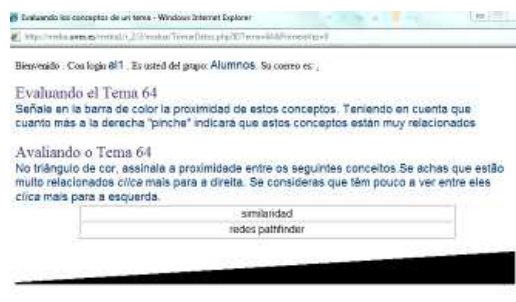 Evaluando los conceptos de un tema - Windows Internet Explorer
Bienvenido . Con login al1 . Es usted del grupo: Alumnos. Su correo es: ,
Evaluando el Tema 64
Señale en la barra de color la proximidad de estos conceptos. Teniendo en cuenta que
cuanto mas a la derecha "pinche" indicará que estos conceptos están muy relacionados
Avaliando o Tema 64
No triângulo de cor, assinala a proximidade entre os seguintes conceitos.Se achas que estão
muito relacionados clica mais para a direita. Se consideras que têm pouco a ver entre eles
clica mais para a esquerda.
similaridad
redes pathfinder